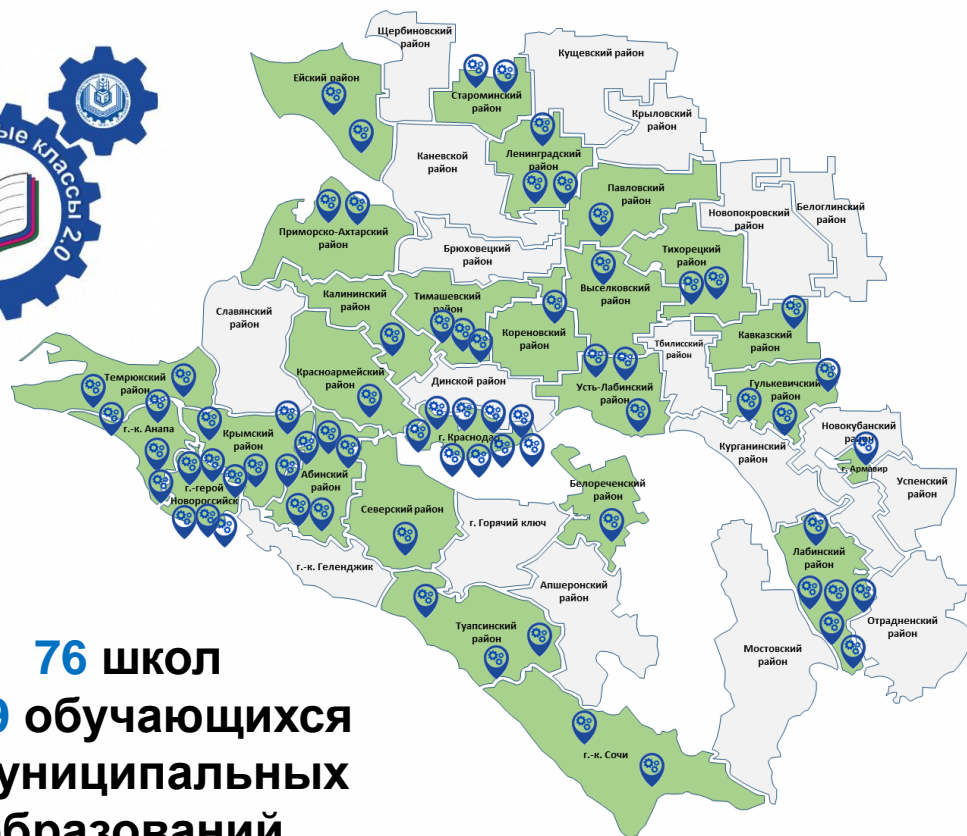 ые классы 2.0
Щербиновский
район
Кущевский район
Ейский район
Староминский
район
Крыловский
район
Ленинградский
район
Каневской
район
Павловский
район
Новопокровский
район
Белоглинский
район
Приморско-Ахтарский
район
Брюховецкий
район
Тихорецкий
район
Выселковский
район
Калининский
район
Тимашевский
район
Славянский
район
Кореновский
район
Тбилисский
район
Кавказский
район
Красноармейский
район
Динской район
Темрюкский
район
Усть-Лабинский
район
Гулькевичский
район
г.-к. Анапа
Крымский
район
г. Краснодар
Новокубанский
район
Курганинский
район
г. Армавир
Абинский
район
Успенский
район
г.-герой
Новороссийск
Белореченский
район
Северский район
г. Горячий ключ
г.-к. Геленджик
Лабинский
район
Апшеронский
район
Отрадненский
район
Туапсинский
район
Мостовский
район
г.-к. Сочи
76 школ
9 обучающихся
униципальных
образований